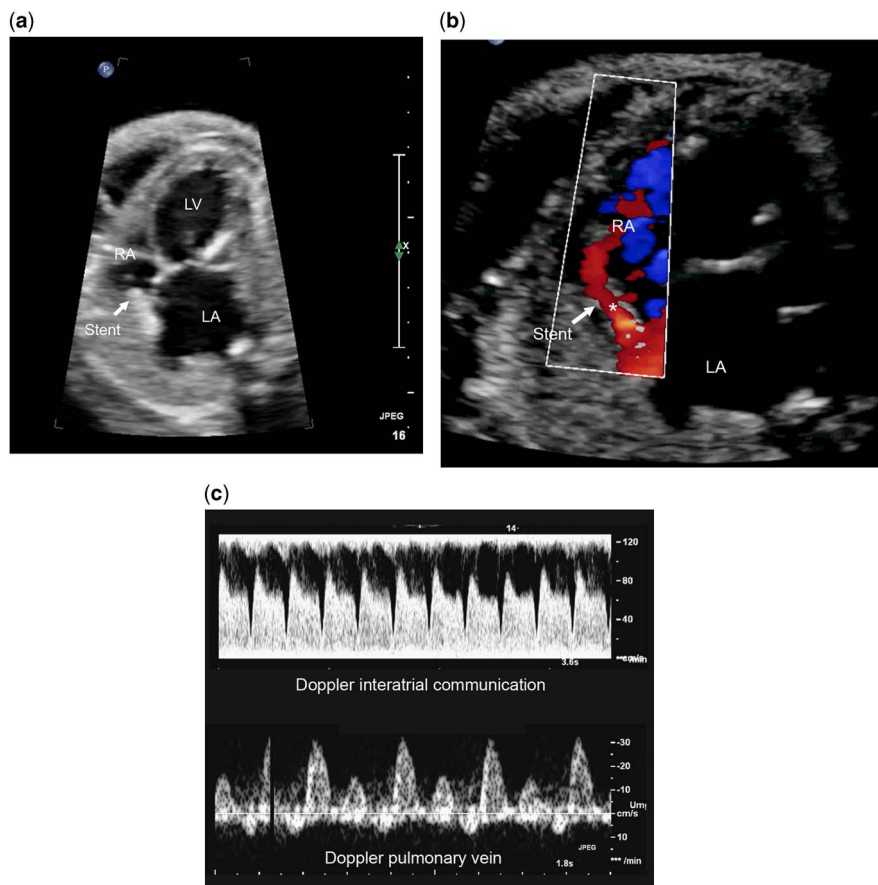 (a)
P
LV
RA
x
Stent
LA
JPEG
16
(b)
RA
*
Stent
LA
(c)
14
120
80
40
3.6s
Doppler interatrial communication
-30
-20
-10
cm/s
10
JPEG
Doppler pulmonary vein
1.8s
*** /min